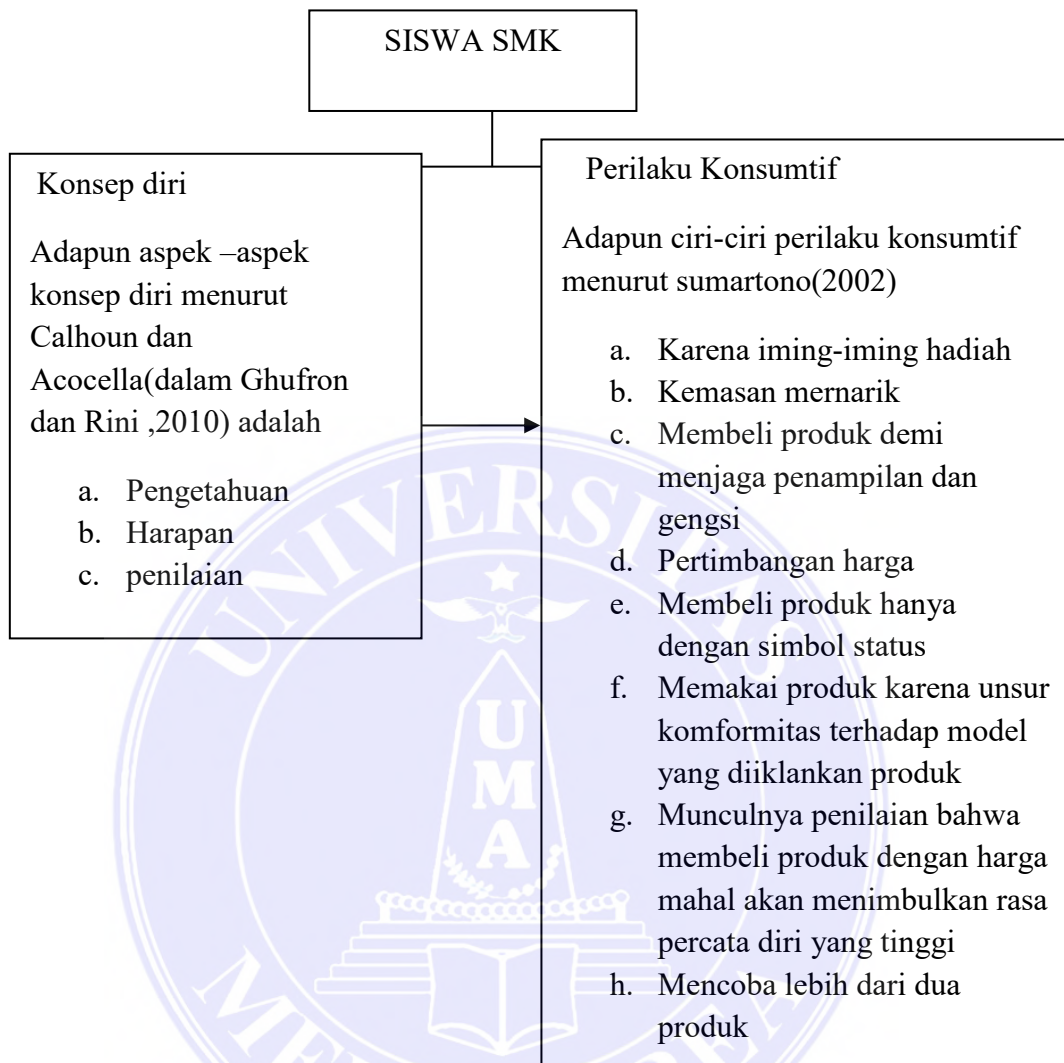 SISWA SMK
Konsep diri
Adapun aspek –aspek
konsep diri menurut
Calhoun dan
Acocella(dalam Ghufron
dan Rini ,2010) adalah
a. Pengetahuan
b. Harapan
c. penilaian
Perilaku Konsumtif
Adapun ciri-ciri perilaku konsumtif
menurut sumartono(2002)
a. Karena iming-iming hadiah
b. Kemasan mernarik
c. Membeli produk demi
menjaga penampilan dan
gengsi
d. Pertimbangan harga
e. Membeli produk hanya
dengan simbol status
f. Memakai produk karena unsur
komformitas terhadap model
yang diiklankan produk
g. Munculnya penilaian bahwa
membeli produk dengan harga
mahal akan menimbulkan rasa
percata diri yang tinggi
h. Mencoba lebih dari dua
produk
UNIVERSITAS
UMA